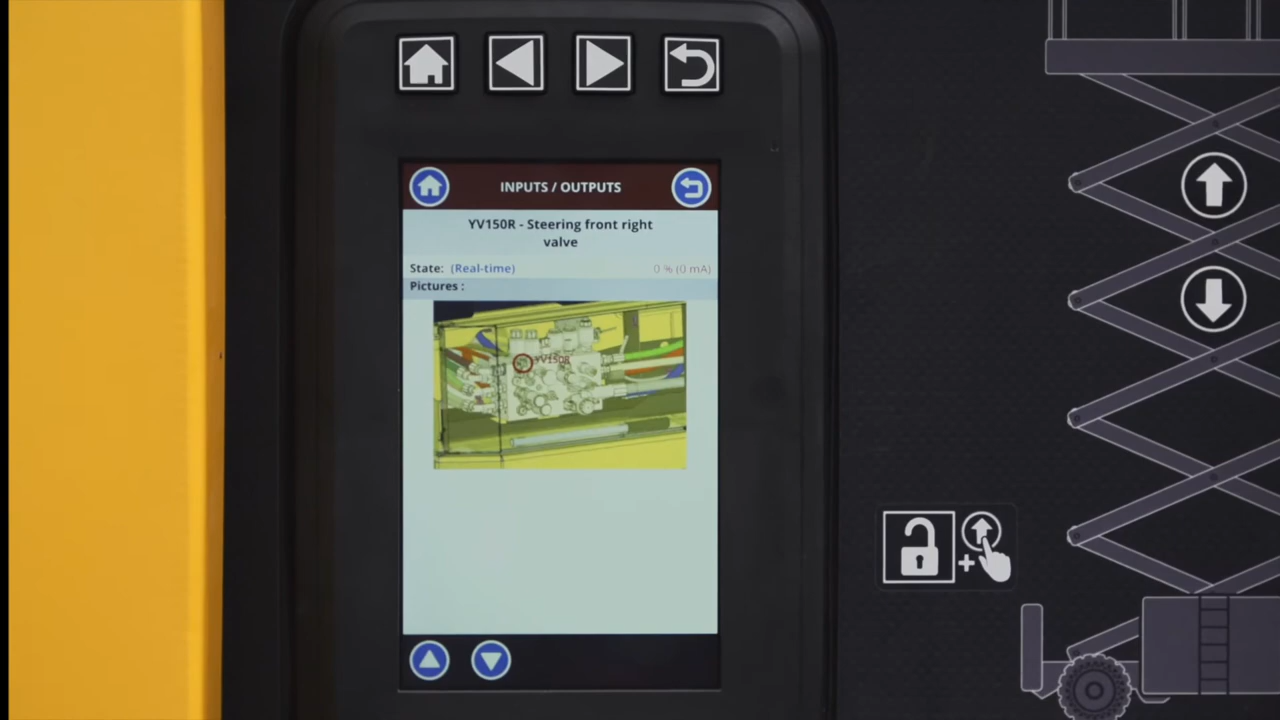 INPUTS / OUTPUTS
YV150R - Steering front right
valve
State: (Real-time) 0 % (0 mA)
Pictures :
YV150R